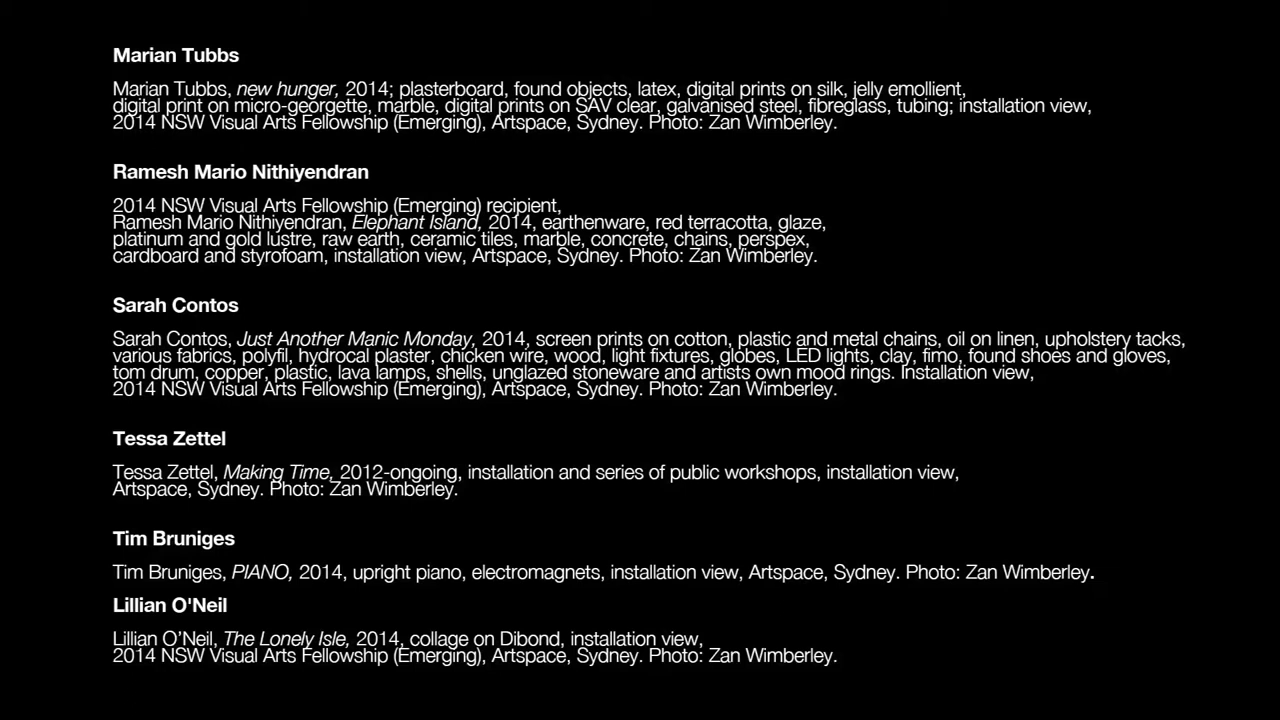 Marian Tubbs
Marian Tubbs, new hunger, 2014; plasterboard, found objects, latex, digital prints on silk, jelly emollient,
digital print on micro-georgette, marble, digital prints on SAV clear, galvanised steel, fibreglass, tubing; installation view,
2014 NSW Visual Arts Fellowship (Emerging), Artspace, Sydney. Photo: Zan Wimberley.
Ramesh Mario Nithiyendran
2014 NSW Visual Arts Fellowship (Emerging) recipient,
Ramesh Mario Nithiyendran, Elephant Island, 2014, earthenware, red terracotta, glaze,
platinum and gold lustre, raw earth, ceramic tiles, marble, concrete, chains, perspex,
cardboard and styrofoam, installation view, Artspace, Sydney. Photo: Zan Wimberley.
Sarah Contos
Sarah Contos, Just Another Manic Monday, 2014, screen prints on cotton, plastic and metal chains, oil on linen, upholstery tacks,
various fabrics, polyfil, hydrocal plaster, chicken wire, wood, light fixtures, globes, LED lights, clay, fimo, found shoes and gloves,
tom drum, copper, plastic, lava lamps, shells, unglazed stoneware and artists own mood rings. Installation view,
2014 NSW Visual Arts Fellowship (Emerging), Artspace, Sydney. Photo: Zan Wimberley.
Tessa Zettel
Tessa Zettel, Making Time, 2012-ongoing, installation and series of public workshops, installation view,
Artspace, Sydney. Photo: Zan Wimberley.
Tim Bruniges
Tim Bruniges, PIANO, 2014, upright piano, electromagnets, installation view, Artspace, Sydney. Photo: Zan Wimberley.
Lillian O'Neil
Lillian O’Neil, The Lonely Isle, 2014, collage on Dibond, installation view,
2014 NSW Visual Arts Fellowship (Emerging), Artspace, Sydney. Photo: Zan Wimberley.